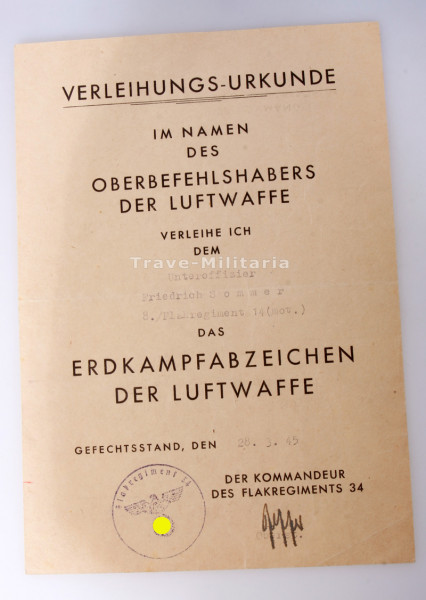 VERLEIHUNGS-URKUNDE
IM NAMEN
DES
OBERBEFEHLSHABERS
DER LUFTWAFFE
VERLEIHE ICH
DEM
Trave-Militaria
Unteroffizier
Friedrich Sommer
8./Flakregiment 14(mot.)
DAS
ERDKAMPFABZEICHEN
DER LUFTWAFFE
GEFECHTSSTAND, DEN 28. 3. 45
DER KOMMANDEUR
DES FLAKREGIMENTS 34
Flakregiment